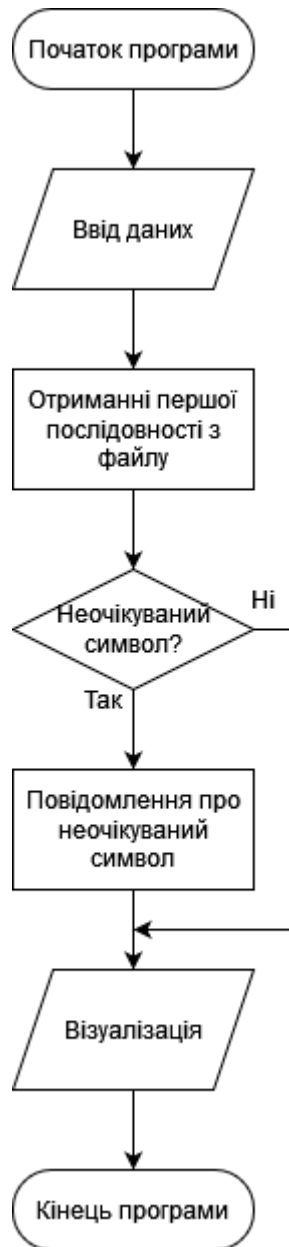 Початок програми
Ввід даних
Отриманні першої
послідовності з
файлу
Неочікуваний
символ?
Ні
Так
Повідомлення про
неочікуваний
символ
Візуалізація
Кінець програми